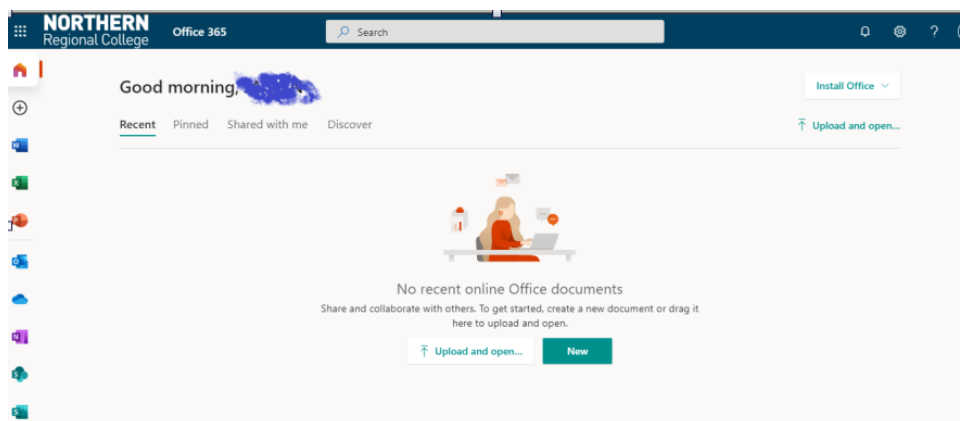 NORTHERN
Regional College
Office 365
Search
?
Good morning,
Install Office
Recent Pinned Shared with me Discover
Upload and open...
No recent online Office documents
Share and collaborate with others. To get started, create a new document or drag it
here to upload and open.
Upload and open...
New